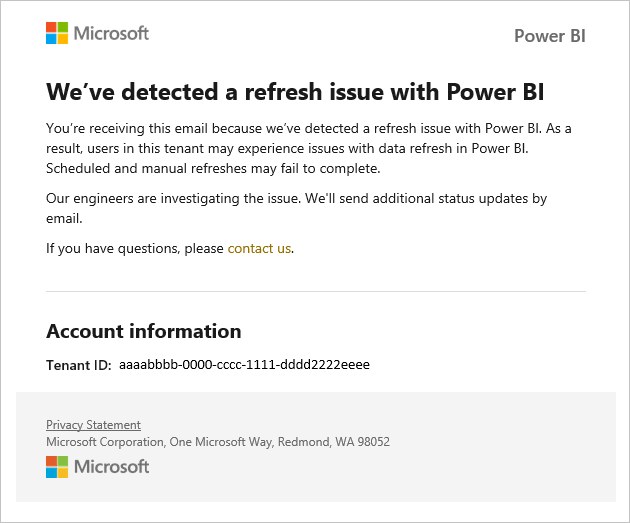 Microsoft
Power BI
We’ve detected a refresh issue with Power BI
You’re receiving this email because we’ve detected a refresh issue with Power BI. As a
result, users in this tenant may experience issues with data refresh in Power BI.
Scheduled and manual refreshes may fail to complete.
Our engineers are investigating the issue. We'll send additional status updates by
email.
If you have questions, please contact us.
Account information
Tenant ID: aaaabbbb-0000-cccc-1111-dddd2222eeee
Privacy Statement
Microsoft Corporation, One Microsoft Way, Redmond, WA 98052
Microsoft